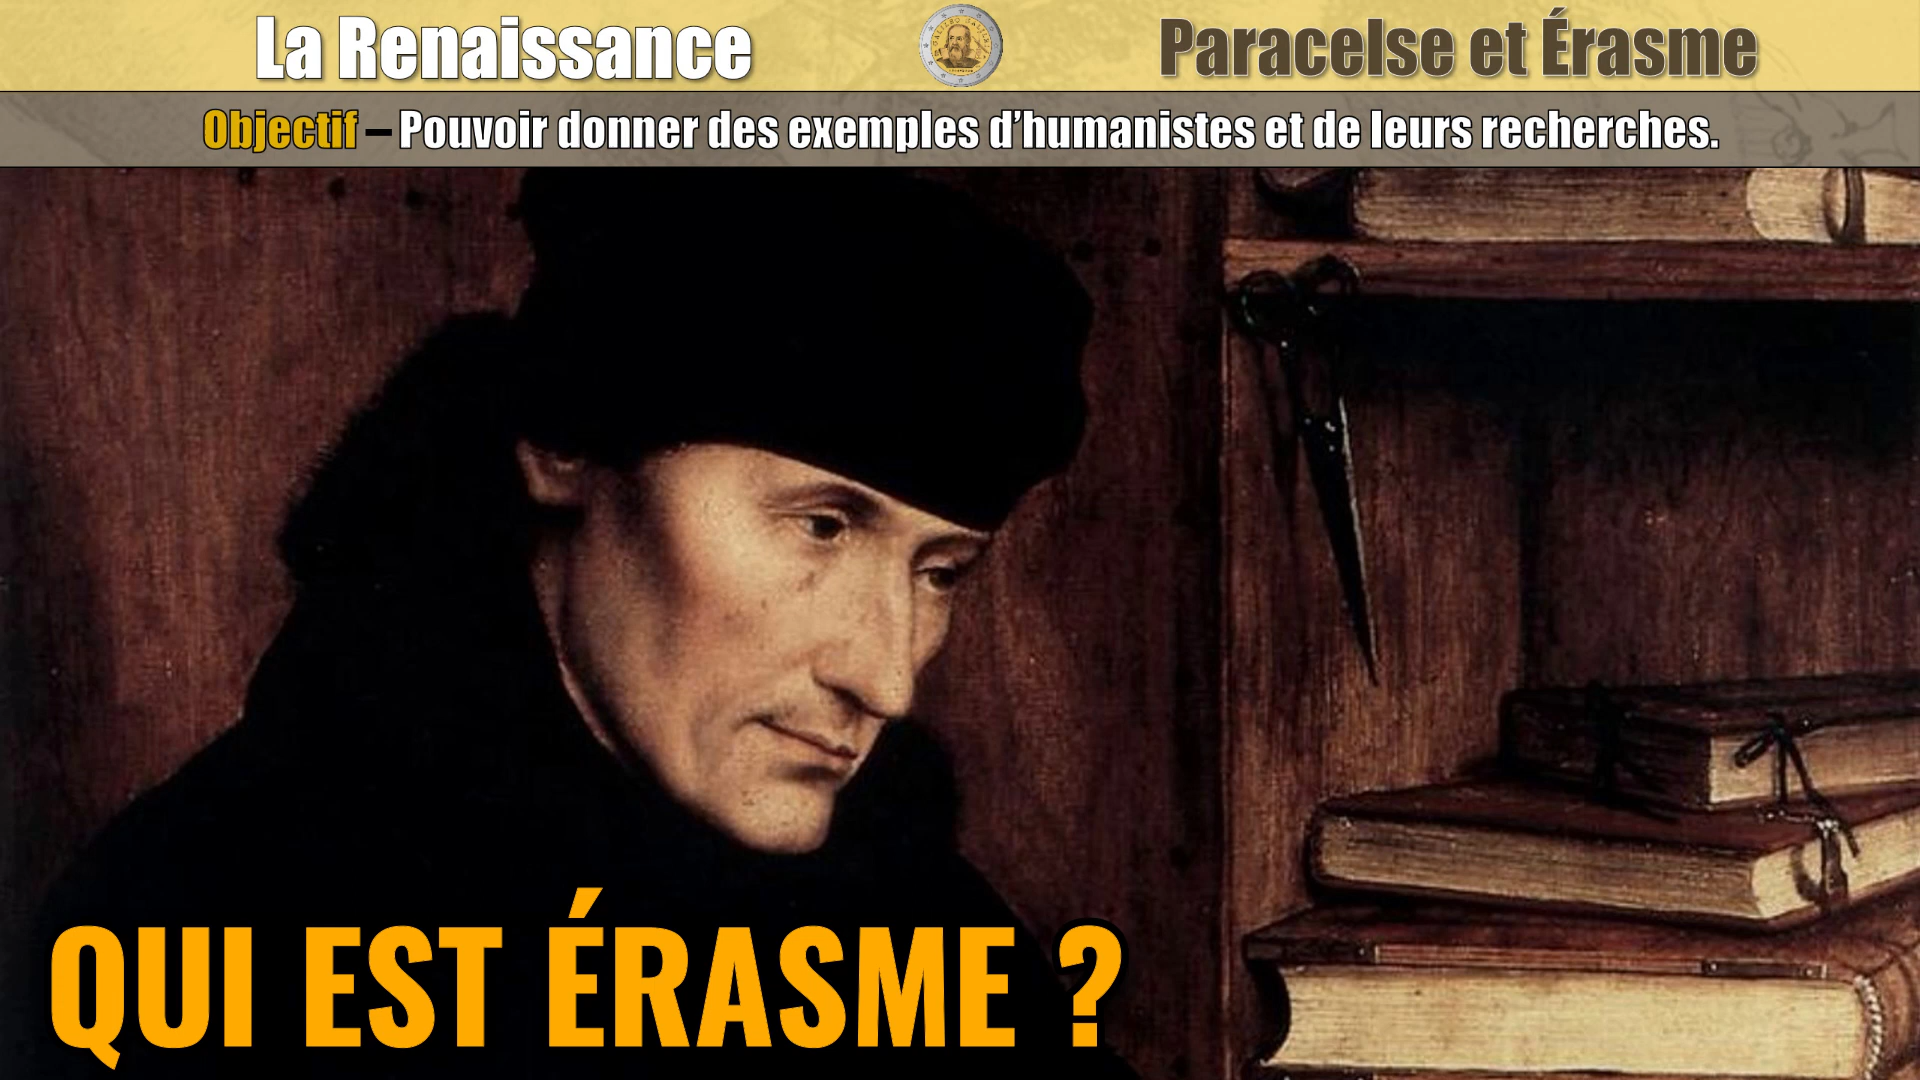 La Renaissance
Paracelse et Érasme
Objectif – Pouvoir donner des exemples d’humanistes et de leurs recherches.
QUI EST ÉRASME ?